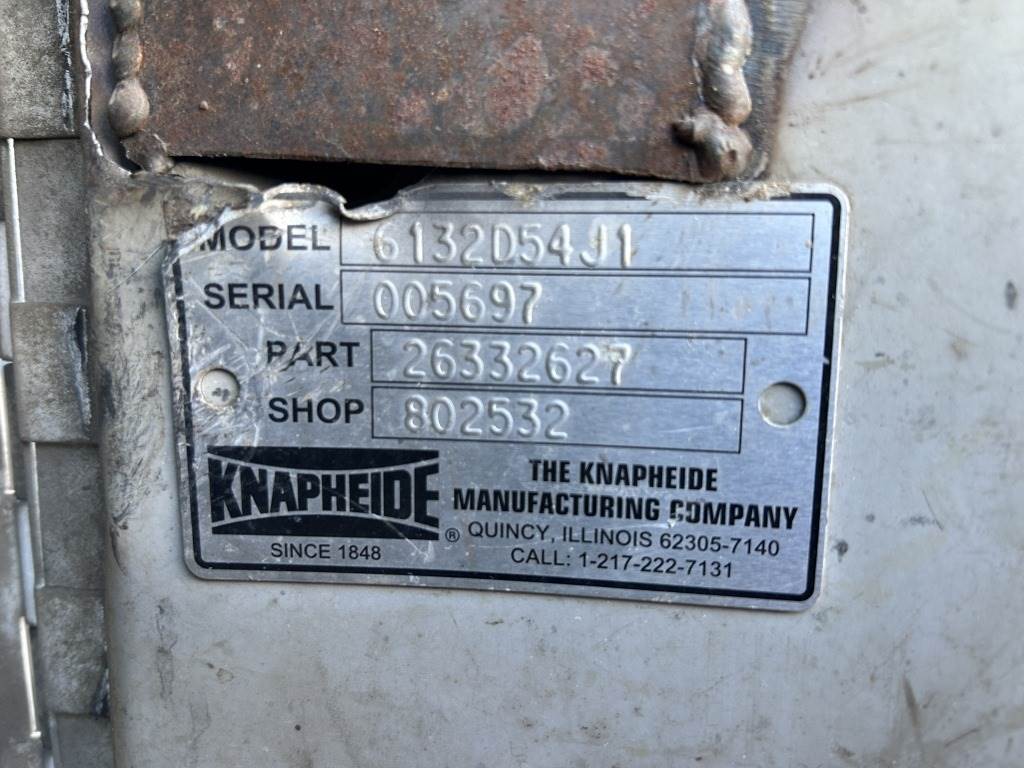 MODEL 6132D54J1
SERIAL 005697
PART 26332627
SHOP 802532
KNAPHEIDE ®
SINCE 1848
THE KNAPHEIDE
MANUFACTURING COMPANY
QUINCY, ILLINOIS 62305-7140
CALL: 1-217-222-7131